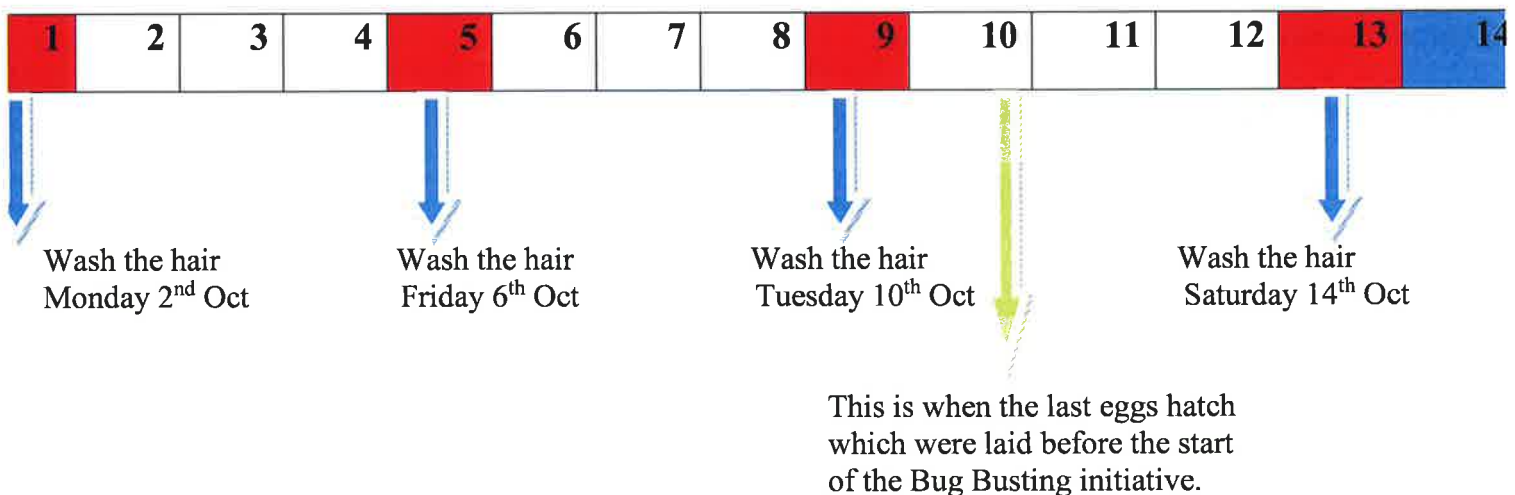 1 2 3 4 5 6 7 8 9 10 11 12 13 14
Wash the hair
Monday 2nd Oct
Wash the hair
Friday 6th Oct
Wash the hair
Tuesday 10th Oct
Wash the hair
Saturday 14th Oct
This is when the last eggs hatch
which were laid before the start
of the Bug Busting initiative.